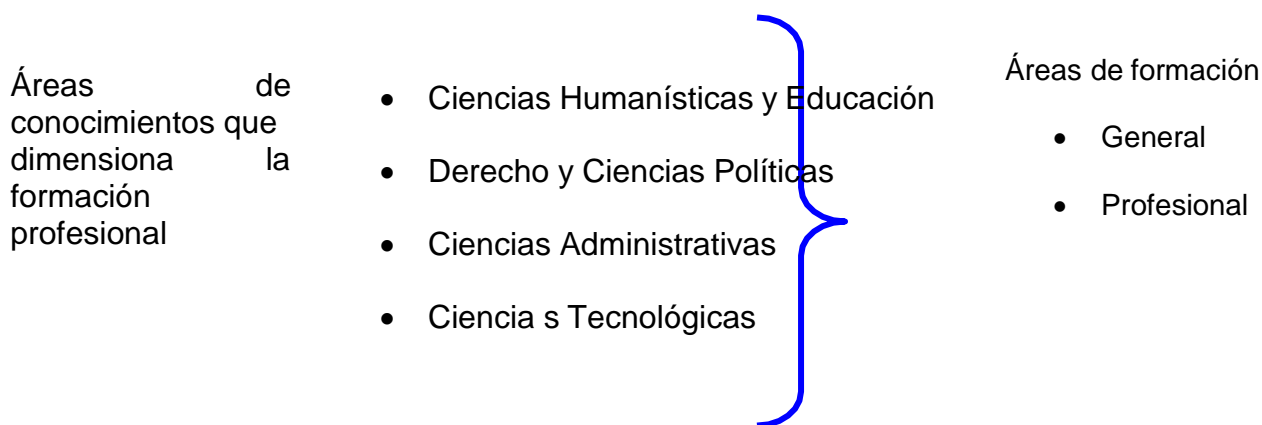 Áreas de
conocimientos que
dimensiona la
formación
profesional
• Ciencias Humanísticas y Educación
• Derecho y Ciencias Políticas
• Ciencias Administrativas
• Ciencia s Tecnológicas
Áreas de formación
• General
• Profesional